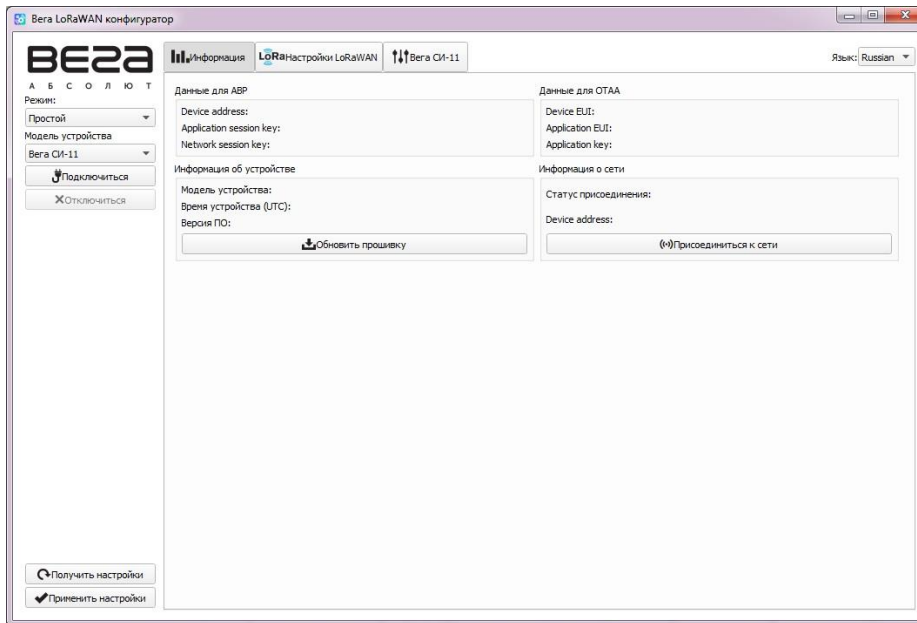 Вега LoRaWAN конфигуратор
ВЕГА
АБСОЛЮТ
Режим:
Простой
Модель устройства
Вега СИ-11
Подключиться
Отключиться
Получить настройки
Применить настройки
Информация
LoRa Настройки LoRaWAN
Вега СИ-11
Язык: Russian
Данные для ABP
Device address:
Application session key:
Network session key:
Данные для OTAA
Device EUI:
Application EUI:
Application key:
Информация об устройстве
Модель устройства:
Время устройства (UTC):
Версия ПО:
Обновить прошивку
Информация о сети
Статус присоединения:
Device address:
Присоединиться к сети